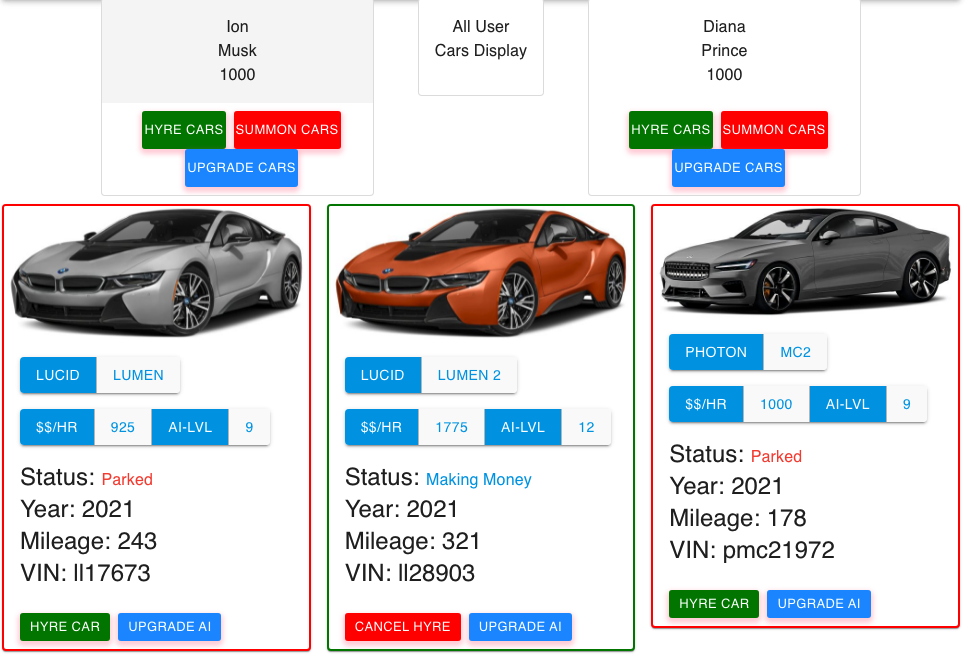 Ion
Musk
1000
HYRE CARS SUMMON CARS
UPGRADE CARS
All User
Cars Display
Diana
Prince
1000
HYRE CARS SUMMON CARS
UPGRADE CARS
LUCID LUMEN
$$/HR 925 AI-LVL 9
Status: Parked
Year: 2021
Mileage: 243
VIN: ll17673
HYRE CAR UPGRADE AI
LUCID LUMEN 2
$$/HR 1775 AI-LVL 12
Status: Making Money
Year: 2021
Mileage: 321
VIN: ll28903
CANCEL HYRE UPGRADE AI
PHOTON MC2
$$/HR 1000 AI-LVL 9
Status: Parked
Year: 2021
Mileage: 178
VIN: pmc21972
HYRE CAR UPGRADE AI